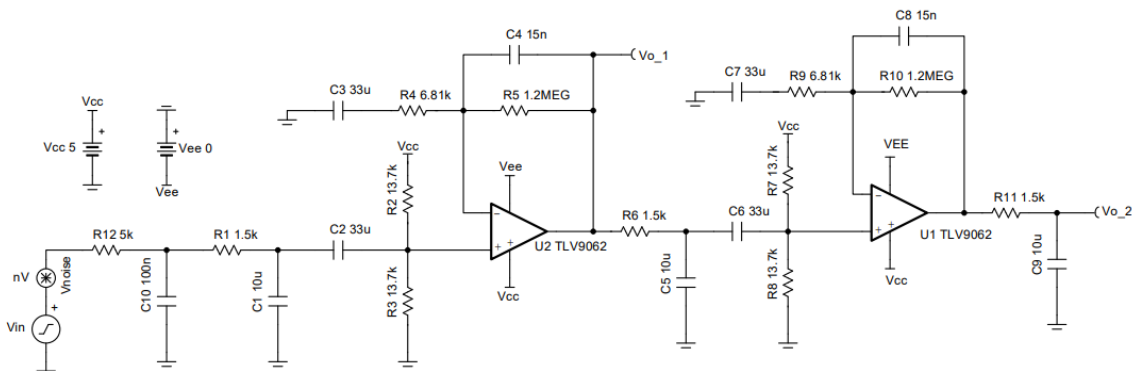 C4 15n
Vo_1
C3 33u
R4 6.81k
R5 1.2MEG
C8 15n
C7 33u
R9 6.81k
R10 1.2MEG
Vcc
+
Vcc 5
+
Vee 0
Vee
Vcc
R2 13.7k
Vee
Vcc
R7 13.7k
VEE
R12 5k
R1 1.5k
C2 33u
−
+
+
U2 TLV9062
Vcc
R3 13.7k
R6 1.5k
C6 33u
−
+
+
U1 TLV9062
Vcc
R8 13.7k
R11 1.5k
Vo_2
nV
Vnoise
+
Vin
C10 100n
C1 10u
C5 10u
C9 10u